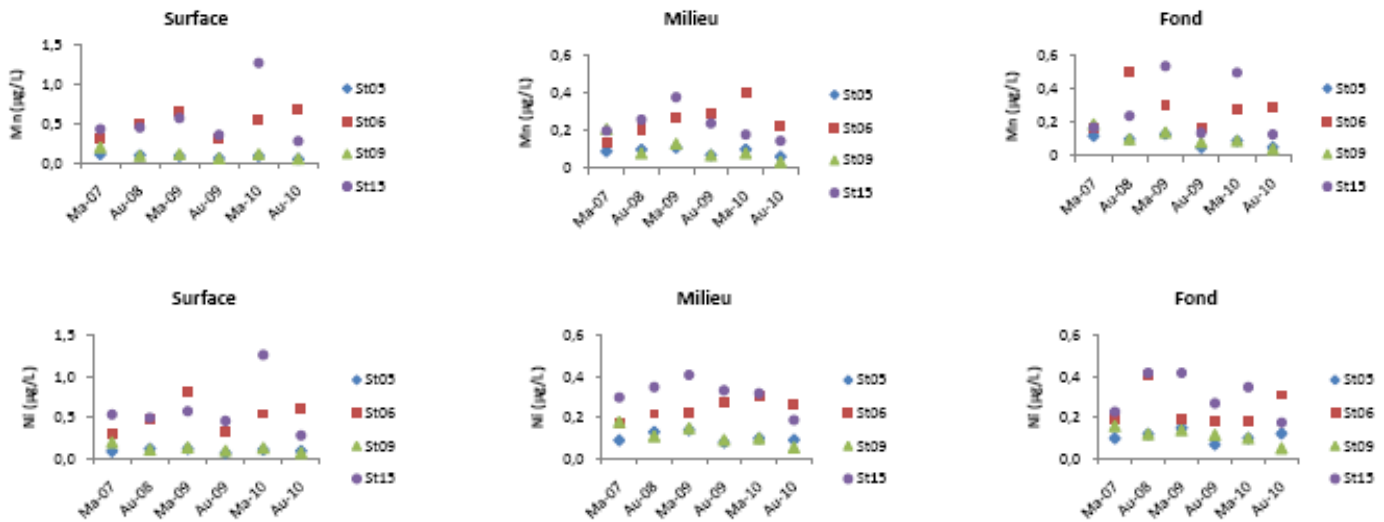 Surface
Mn (µg/L)
1,5
1,0
0,5
0,0
Ma-07
Au-08
Ma-09
Au-09
Ma-10
Au-10
St05
St06
St09
St15
Milieu
Mn (µg/L)
0,6
0,4
0,2
0
Ma-07
Au-08
Ma-09
Au-09
Ma-10
Au-10
St05
St06
St09
St15
Fond
Mn (µg/L)
0,6
0,4
0,2
0
Ma-07
Au-08
Ma-09
Au-09
Ma-10
Au-10
St05
St06
St09
St15
Surface
Ni (µg/L)
1,5
1,0
0,5
0,0
Ma-07
Au-08
Ma-09
Au-09
Ma-10
Au-10
St05
St06
St09
St15
Milieu
Ni (µg/L)
0,6
0,4
0,2
0,0
Ma-07
Au-08
Ma-09
Au-09
Ma-10
Au-10
St05
St06
St09
St15
Fond
Ni (µg/L)
0,6
0,4
0,2
0,0
Ma-07
Au-08
Ma-09
Au-09
Ma-10
Au-10
St05
St06
St09
St15